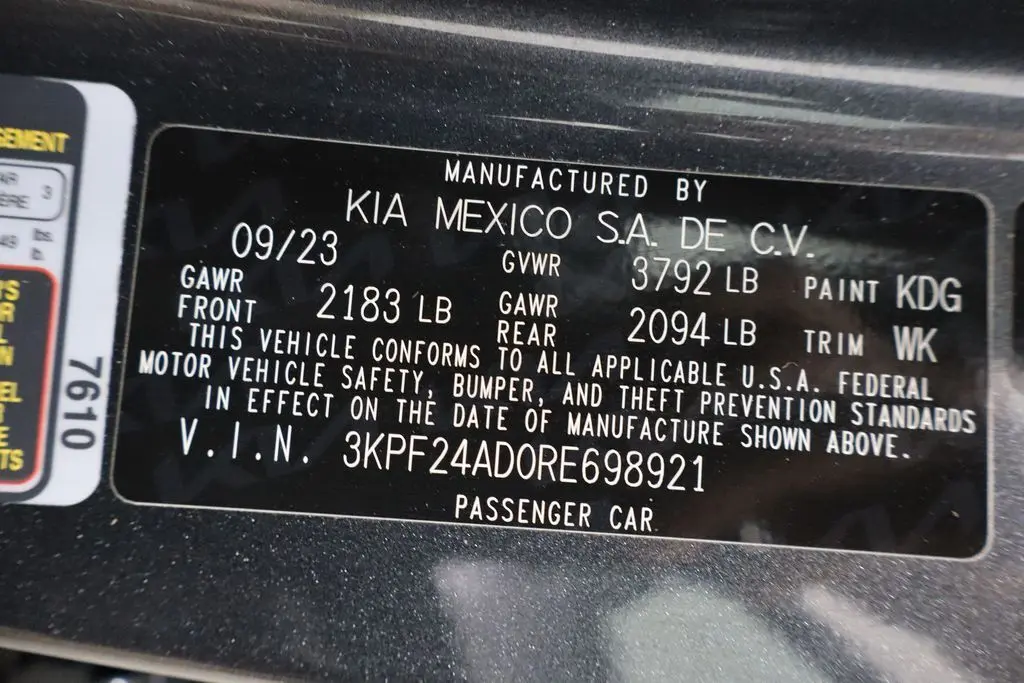 MANUFACTURED BY
KIA MEXICO S.A. DE C.V.
09/23 GVWR 3792 LB PAINT KDG
GAWR FRONT 2183 LB GAWR REAR 2094 LB TRIM WK
THIS VEHICLE CONFORMS TO ALL APPLICABLE U.S.A. FEDERAL
MOTOR VEHICLE SAFETY, BUMPER, AND THEFT PREVENTION STANDARDS
IN EFFECT ON THE DATE OF MANUFACTURE SHOWN ABOVE.
V.I.N. 3KPF24AD0RE698921
PASSENGER CAR
7610
3
lbs